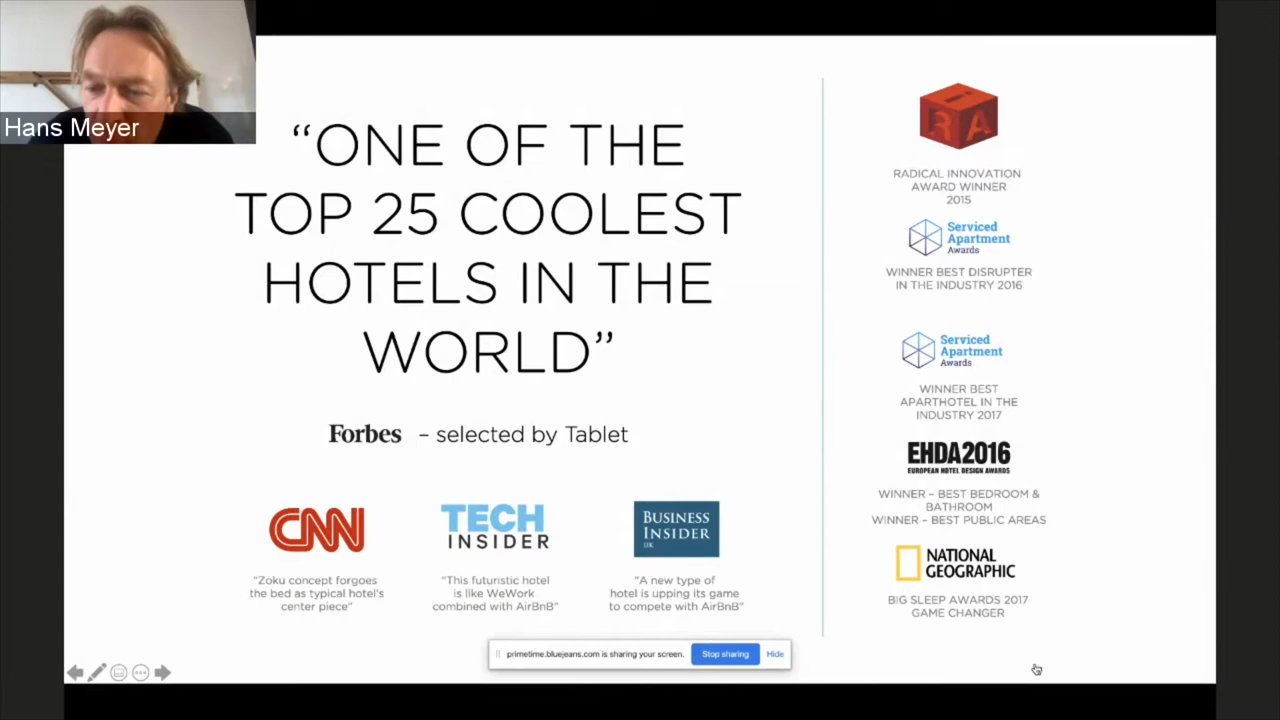 Hans Meyer
“ONE OF THE
TOP 25 COOLEST
HOTELS IN THE
WORLD”
Forbes – selected by Tablet
CNN
“Zoku concept forgoes
the bed as typical hotel's
center piece”
TECH
INSIDER
“This futuristic hotel
is like WeWork
combined with AirBnB”
BUSINESS
INSIDER
UK
“A new type of
hotel is upping its game
to compete with AirBnB”
RADICAL INNOVATION
AWARD WINNER
2015
Serviced
Apartment
Awards
WINNER BEST DISRUPTER
IN THE INDUSTRY 2016
Serviced
Apartment
Awards
WINNER BEST
APARTHOTEL IN THE
INDUSTRY 2017
EHDA2016
EUROPEAN HOTEL DESIGN AWARDS
WINNER – BEST BEDROOM &
BATHROOM
WINNER – BEST PUBLIC AREAS
NATIONAL
GEOGRAPHIC
BIG SLEEP AWARDS 2017
GAME CHANGER
primetime.bluejeans.com is sharing your screen. Stop sharing Hide